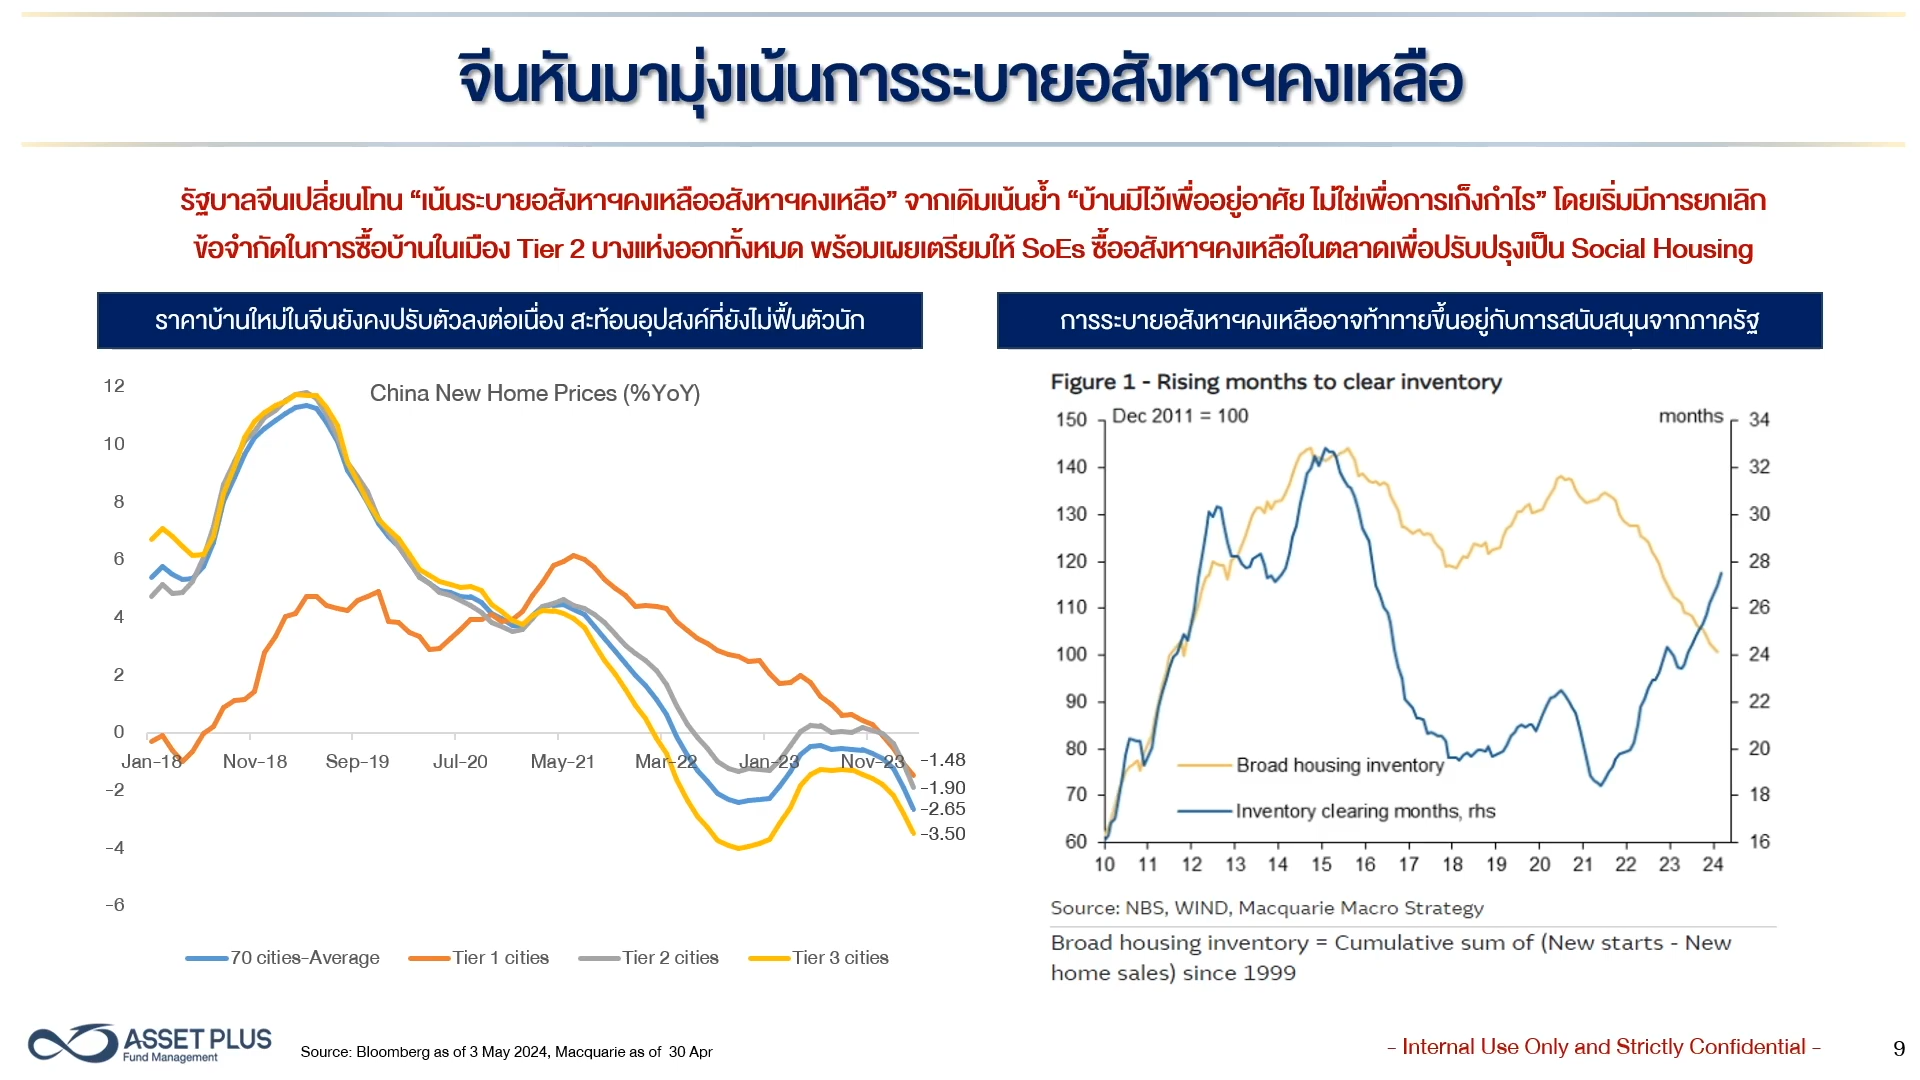 จีนหันมามุ่งเน้นการระบายอสังหาฯคงเหลือ
รัฐบาลจีนเปลี่ยนโทน “เน้นระบายอสังหาฯคงเหลืออสังหาฯคงเหลือ” จากเดิมเน้นย้ำ “บ้านมีไว้เพื่ออยู่อาศัย ไม่ใช่เพื่อการเก็งกำไร” โดยเริ่มมีการยกเลิก
ข้อจำกัดในการซื้อบ้านในเมือง Tier 2 บางแห่งออกทั้งหมด พร้อมเผยเตรียมให้ SoEs ซื้ออสังหาฯคงเหลือในตลาดเพื่อปรับปรุงเป็น Social Housing
ราคาบ้านใหม่ในจีนยังคงปรับตัวลงต่อเนื่อง สะท้อนอุปสงค์ที่ยังไม่ฟื้นตัวนัก
China New Home Prices (%YoY)
12
10
8
6
4
2
0
-2
-4
-6
Jan-18 Nov-18 Sep-19 Jul-20 May-21 Mar-22 Jan-23 Nov-23
-1.48
-1.90
-2.65
-3.50
70 cities-Average Tier 1 cities Tier 2 cities Tier 3 cities
การระบายอสังหาฯคงเหลืออาจท้าทายขึ้นอยู่กับการสนับสนุนจากภาครัฐ
Figure 1 - Rising months to clear inventory
Dec 2011 = 100 months
150 34
140 32
130 30
120 28
110 26
100 24
90 22
80 20
70 18
60 16
Broad housing inventory
Inventory clearing months, rhs
10 11 12 13 14 15 16 17 18 19 20 21 22 23 24
Source: NBS, WIND, Macquarie Macro Strategy
Broad housing inventory = Cumulative sum of (New starts - New
home sales) since 1999
ASSET PLUS
Fund Management
Source: Bloomberg as of 3 May 2024, Macquarie as of 30 Apr
- Internal Use Only and Strictly Confidential -
9